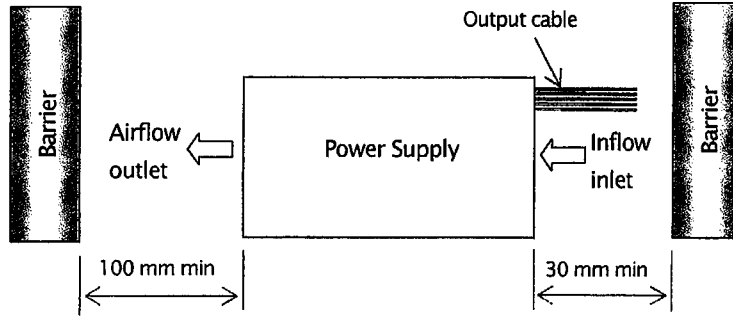 Output cable
Barrier
Airflow
outlet
Power Supply
Inflow
inlet
Barrier
100 mm min
30 mm min